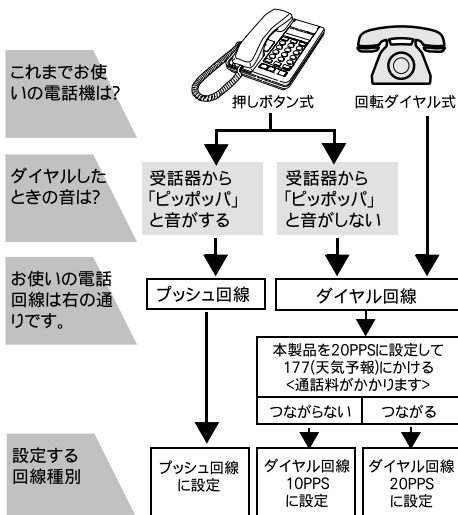 これまでお使
いの電話機は?
押しボタン式
回転ダイヤル式
ダイヤルした
ときの音は?
受話器から
「ピッポッパ」
と音がする
受話器から
「ピッポッパ」
と音がしない
お使いの電話
回線は右の通
りです。
プッシュ回線
ダイヤル回線
本製品を20PPSに設定して
177(天気予報)にかける
<通話料がかかります>
つながらない
つながる
設定する
回線種別
プッシュ回線
に設定
ダイヤル回線
10PPS
に設定
ダイヤル回線
20PPS
に設定